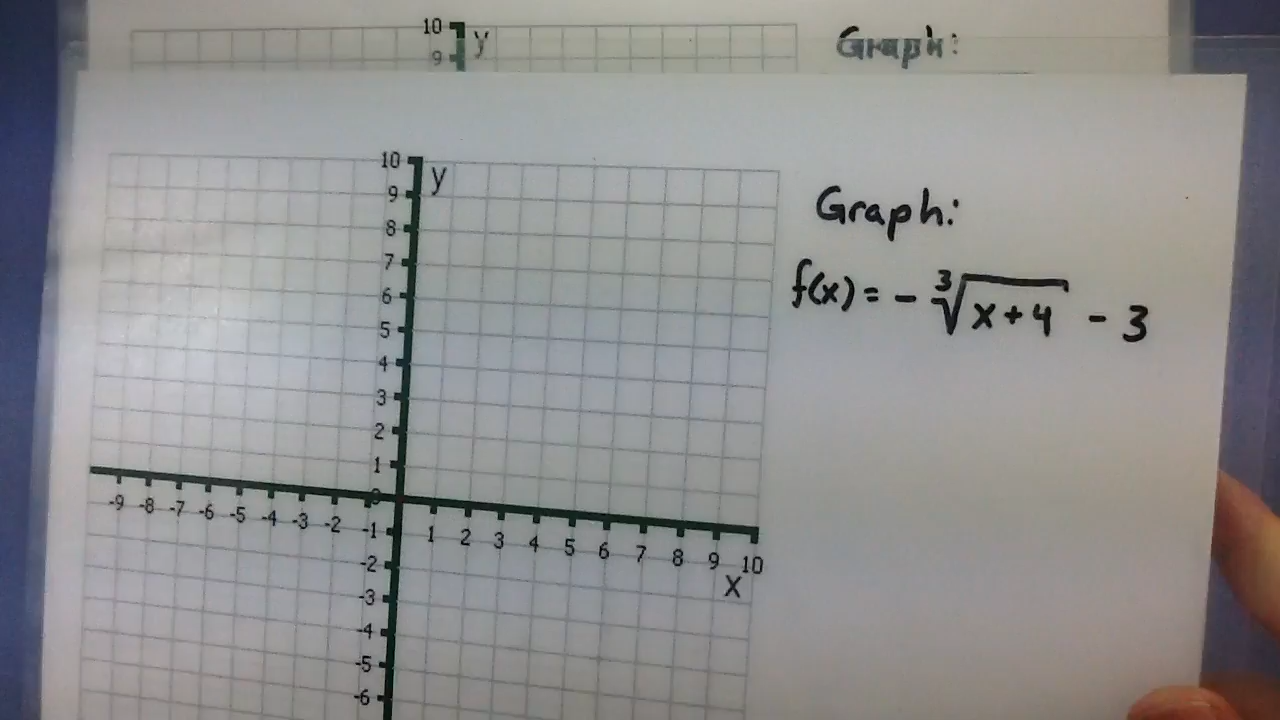 10
y
9
Graph:
10
y
9
8
7
6
5
4
3
2
1
0
-9 -8 -7 -6 -5 -4 -3 -2 -1 1 2 3 4 5 6 7 8 9 10
x
-2
-3
-4
-5
-6
Graph:
f(x) = - ∛(x+4) - 3